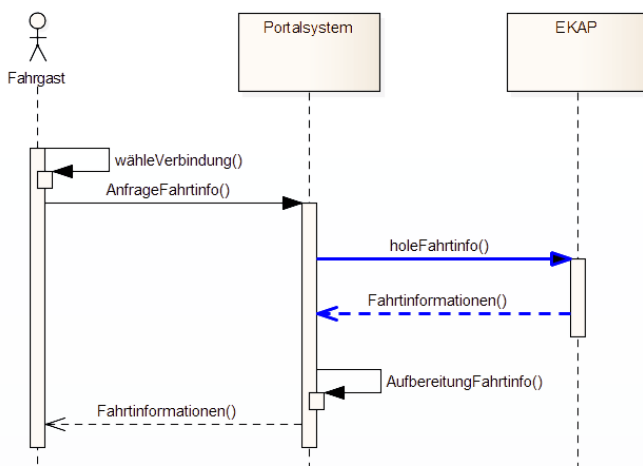 Portalsystem
EKAP
Fahrgast
wähleVerbindung()
AnfrageFahrtinfo()
holeFahrtinfo()
Fahrtinformationen()
AufbereitungFahrtinfo()
Fahrtinformationen()